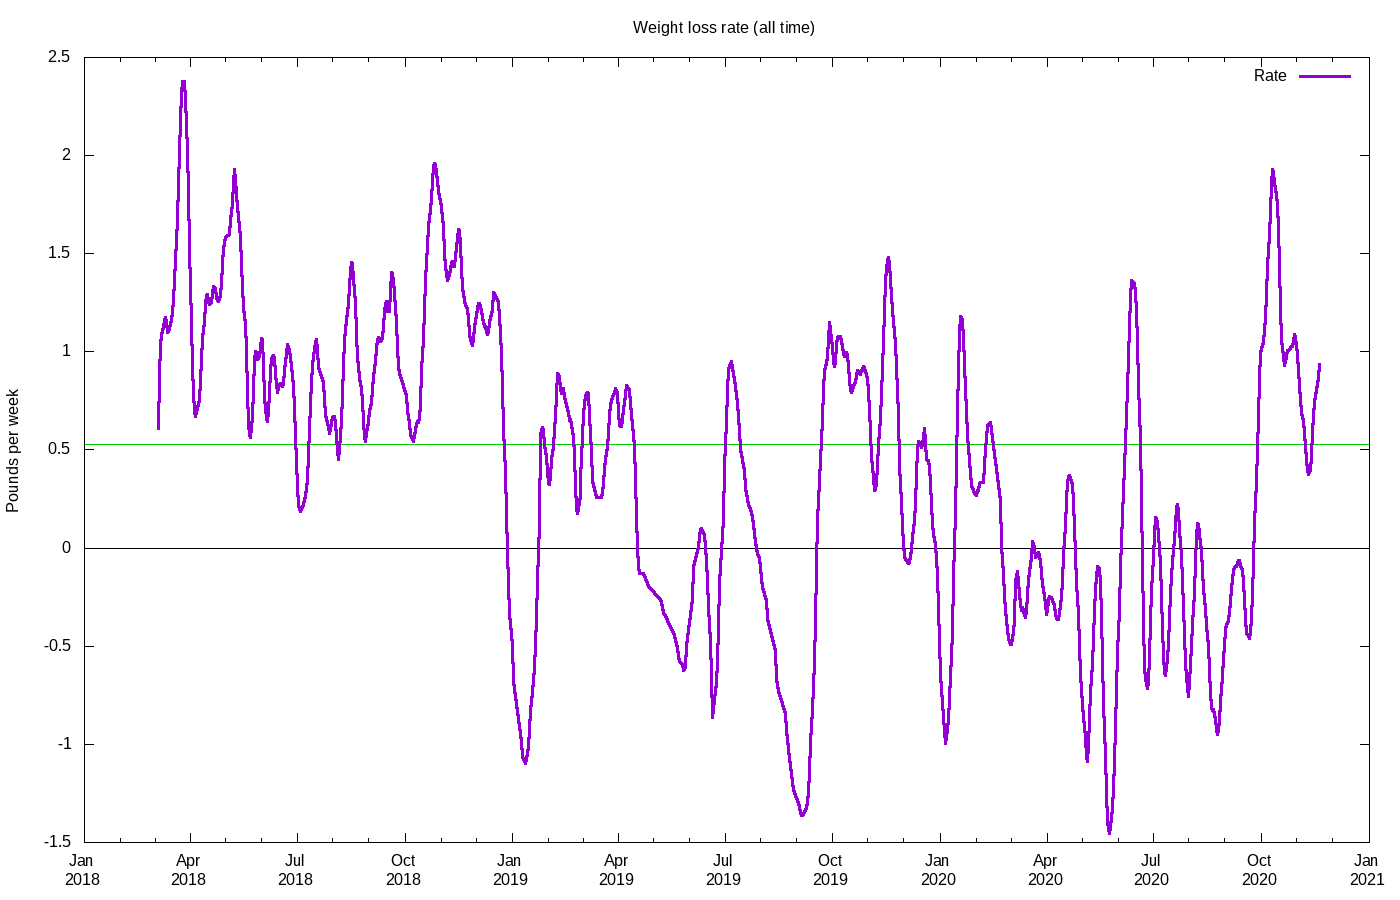 Weight loss rate (all time)
Rate
Pounds per week
2.5
2
1.5
1
0.5
0
-0.5
-1
-1.5
Jan Apr Jul Oct Jan Apr Jul Oct Jan Apr Jul Oct Jan
2018 2018 2018 2018 2019 2019 2019 2019 2020 2020 2020 2020 2021